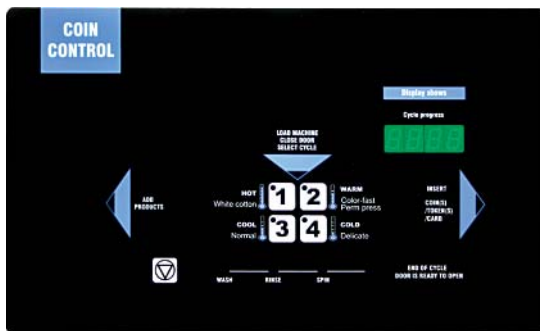 COIN
CONTROL
Display shows
Cycle progress
8888
LOAD MACHINE
CLOSE DOOR
SELECT CYCLE
ADD
PRODUCTS
HOT
White cotton
1
2
WARM
Color-fast
Perm press
COOL
Normal
3
4
COLD
Delicate
INSERT
COIN(S)
/TOKEN(S)
/CARD
WASH
RINSE
SPIN
END OF CYCLE
DOOR IS READY TO OPEN